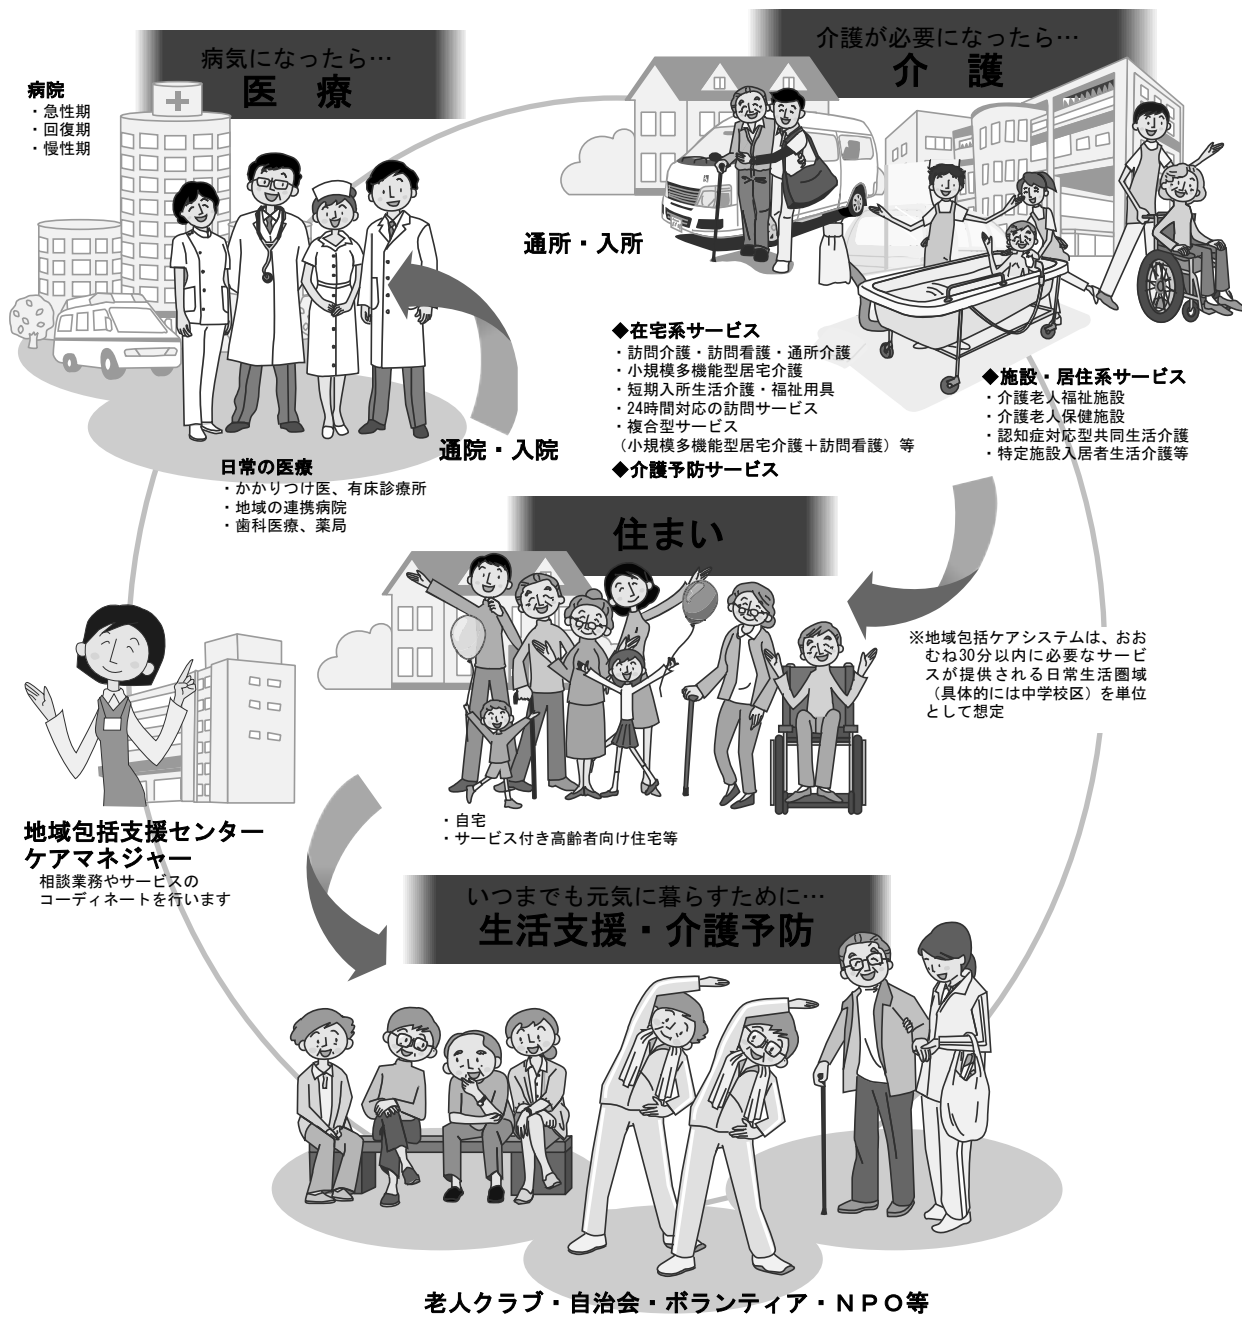 病気になったら…
医 療
病院
・急性期
・回復期
・慢性期
介護が必要になったら…
介 護
通所・入所
◆在宅系サービス
・訪問介護・訪問看護・通所介護
・小規模多機能型居宅介護
・短期入所生活介護・福祉用具
・24時間対応の訪問サービス
・複合型サービス
（小規模多機能型居宅介護＋訪問看護）等
◆介護予防サービス
◆施設・居住系サービス
・介護老人福祉施設
・介護老人保健施設
・認知症対応型共同生活介護
・特定施設入居者生活介護等
通院・入院
日常の医療
・かかりつけ医、有床診療所
・地域の連携病院
・歯科医療、薬局
住まい
※地域包括ケアシステムは、おお
むね30分以内に必要なサービ
スが提供される日常生活圏域
（具体的には中学校区）を単位
として想定
・自宅
・サービス付き高齢者向け住宅等
地域包括支援センター
ケアマネジャー
相談業務やサービスの
コーディネートを行います
いつまでも元気に暮らすために…
生活支援・介護予防
老人クラブ・自治会・ボランティア・ＮＰＯ等